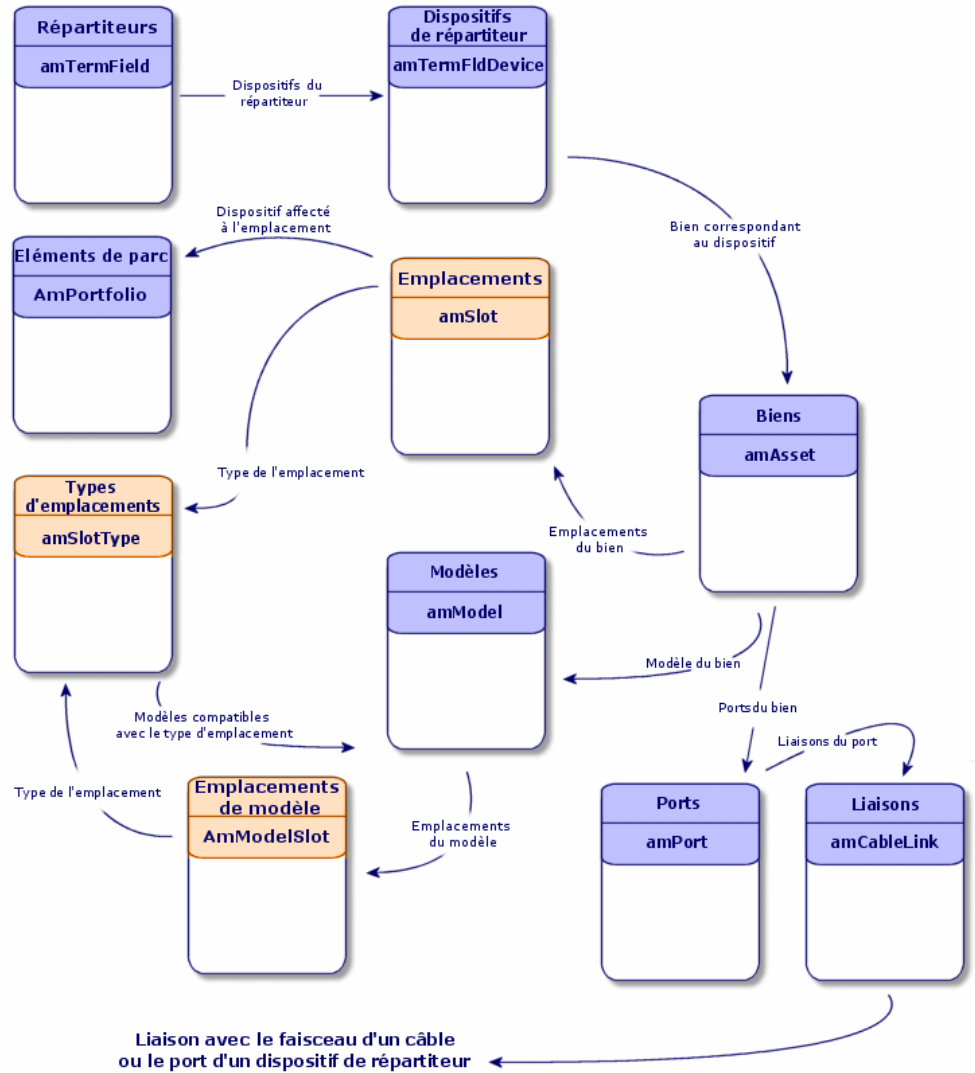 Répartiteurs
amTermField
Dispositifs du
répartiteur
Dispositifs
de répartiteur
amTermFldDevice
Dispositif affecté
à l'emplacement
Bien correspondant
au dispositif
Eléments de parc
AmPortfolio
Emplacements
amSlot
Biens
amAsset
Type de l'emplacement
Types
d'emplacements
amSlotType
Emplacements
du bien
Modèles
amModel
Modèle du bien
Portsdu bien
Modèles compatibles
avec le type d'emplacement
Liaisons du port
Type de l'emplacement
Emplacements
de modèle
AmModelSlot
Emplacements
du modèle
Ports
amPort
Liaisons
amCableLink
Liaison avec le faisceau d'un câble
ou le port d'un dispositif de répartiteur